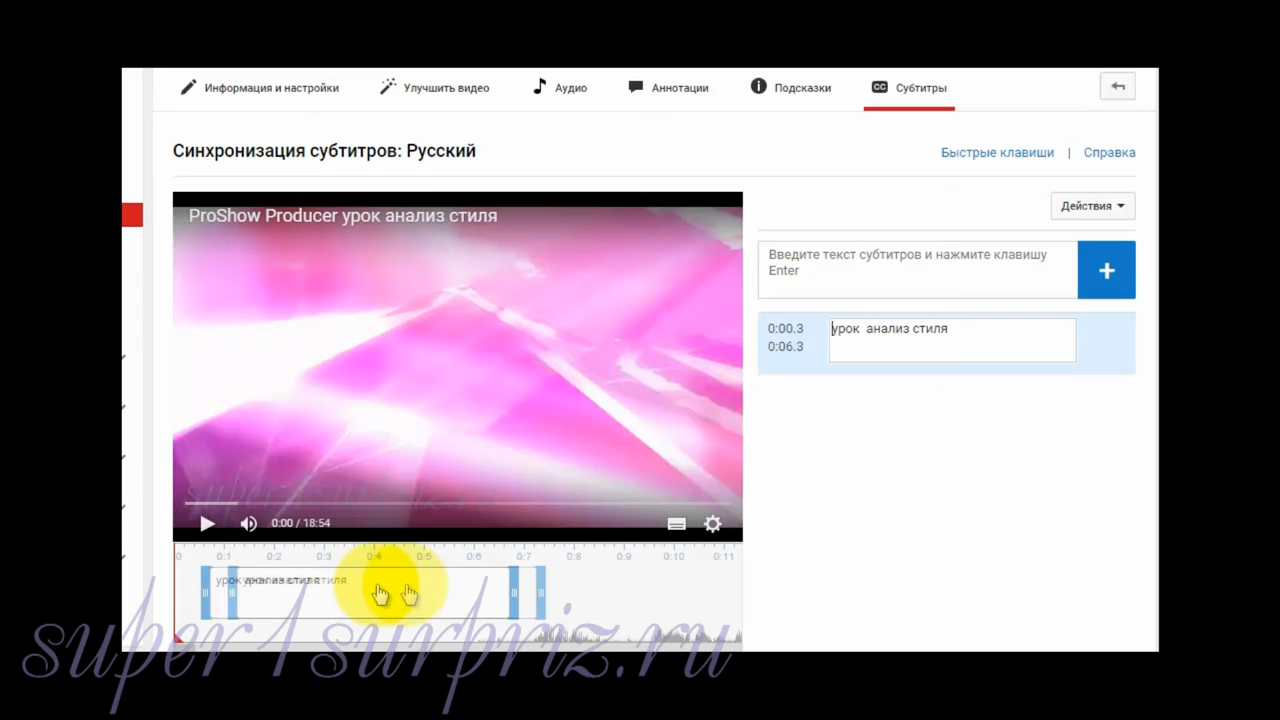 Информация и настройки
Улучшить видео
Аудио
Аннотации
Подсказки
CC Субтитры
Синхронизация субтитров: Русский
Быстрые клавиши | Справка
ProShow Producer урок анализ стиля
Действия
Введите текст субтитров и нажмите клавишу
Enter
+
0:00.3
0:06.3
урок анализ стиля
0:00 / 18:54
0: 0:1 0:2 0:3 0:4 0:5 0:6 0:7 0:8 0:9 0:10 0:11
урок анализ стиля
super1surpriz.ru